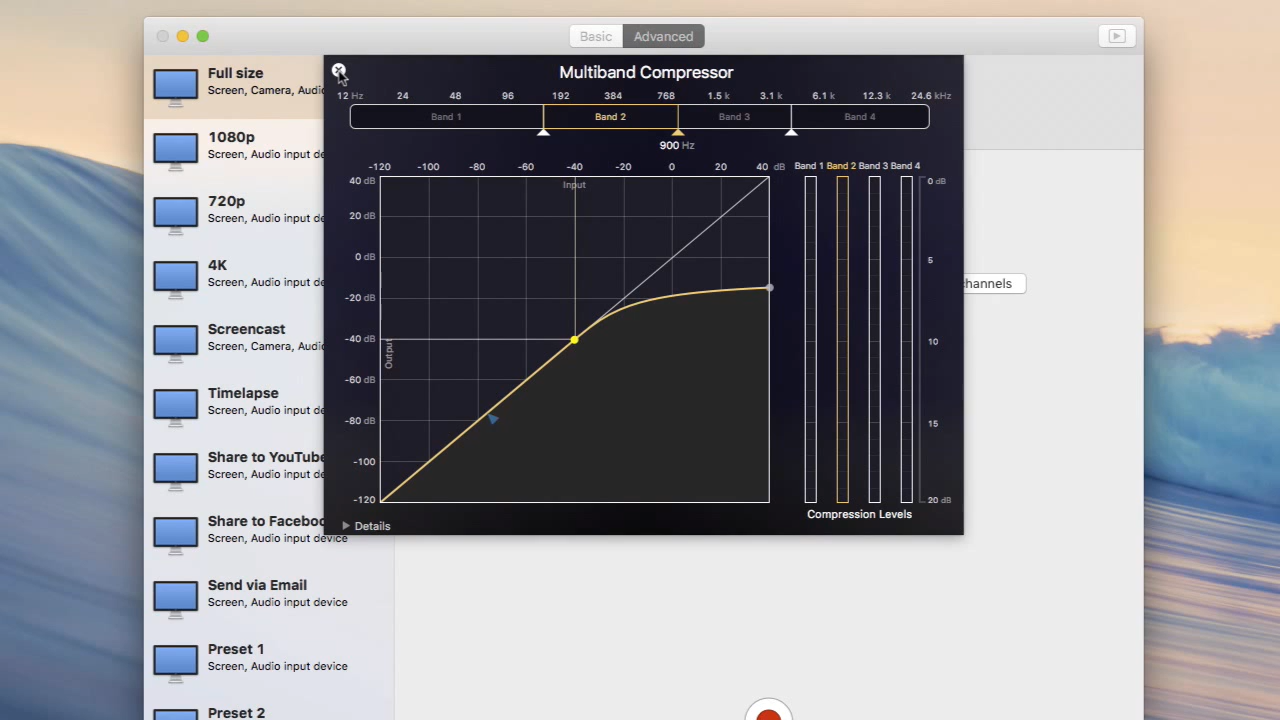 Basic Advanced
Full size
Screen, Camera, Audio
1080p
Screen, Audio input de
720p
Screen, Audio input de
4K
Screen, Audio input de
Screencast
Screen, Camera, Audio
Timelapse
Screen, Audio input de
Share to YouTube
Screen, Audio input de
Share to Faceboo
Screen, Audio input device
Send via Email
Screen, Audio input device
Preset 1
Screen, Audio input device
Preset 2
Multiband Compressor
12 Hz 24 48 96 192 384 768 1.5 k 3.1 k 6.1 k 12.3 k 24.6 kHz
Band 1 Band 2 Band 3 Band 4
900 Hz
-120 -100 -80 -60 -40 -20 0 20 40 dB
Band 1 Band 2 Band 3 Band 4
Input
Output
40 dB
20 dB
0 dB
-20 dB
-40 dB
-60 dB
-80 dB
-100
-120
0 dB
5
10
15
20 dB
Compression Levels
Details
hannels